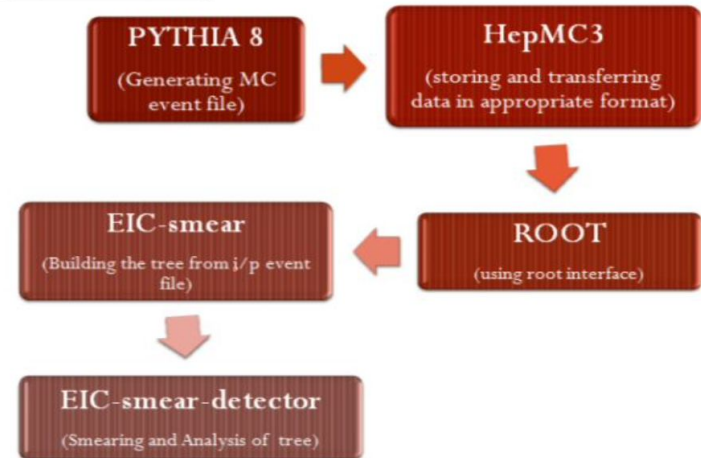 PYTHIA 8
(Generating MC
event file)
HepMC3
(storing and transferring
data in appropriate format)
ROOT
(using root interface)
EIC-smear
(Building the tree from i/p event
file)
EIC-smear-detector
(Smearing and Analysis of tree)